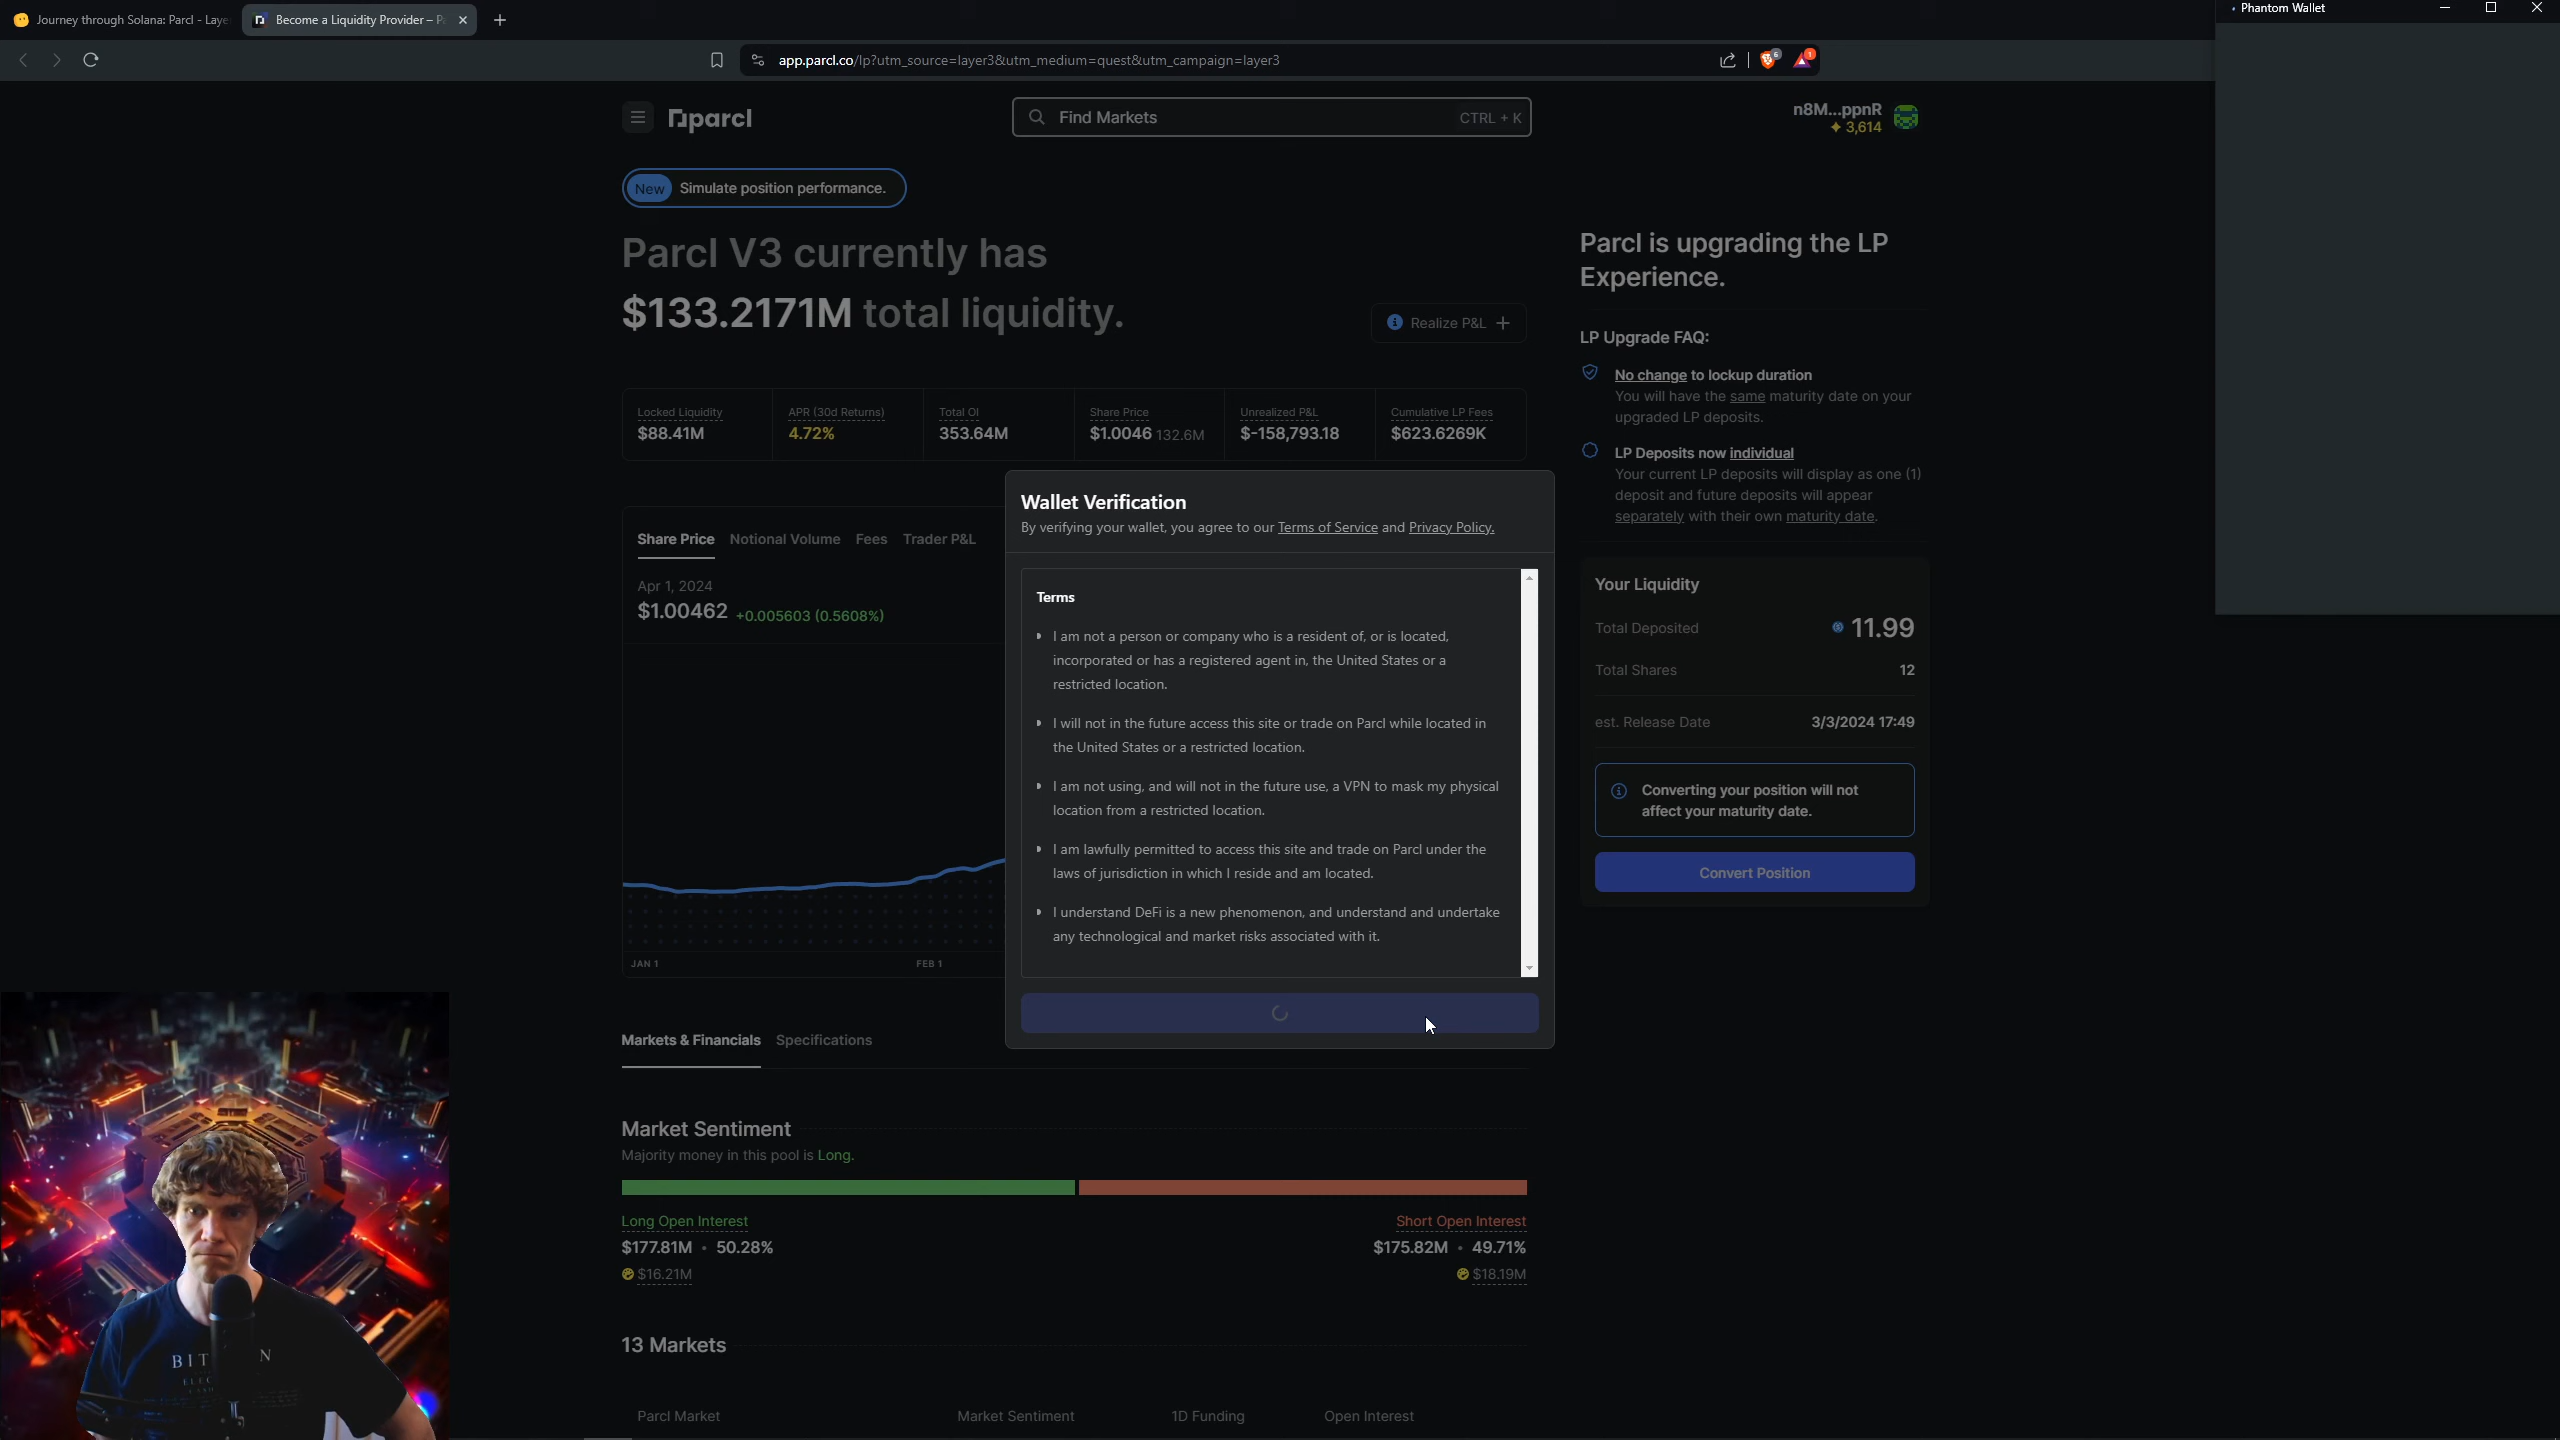 Journey through Solana: Parcl - Laye
Become a Liquidity Provider – P
Phantom Wallet
app.parcl.co/lp?utm_source=layer3&utm_medium=quest&utm_campaign=layer3
6
1
parcl
Find Markets
CTRL + K
n8M...ppnR
3,614
New Simulate position performance.
Parcl V3 currently has
$133.2171M total liquidity.
Realize P&L
Locked Liquidity
$88.41M
APR (30d Returns)
4.72%
Total OI
353.64M
Share Price
$1.0046 132.6M
Unrealized P&L
$-158,793.18
Cumulative LP Fees
$623.6269K
Share Price Notional Volume Fees Trader P&L
Apr 1, 2024
$1.00462 +0.005603 (0.5608%)
JAN 1
FEB 1
Wallet Verification
By verifying your wallet, you agree to our Terms of Service and Privacy Policy.
Terms
I am not a person or company who is a resident of, or is located,
incorporated or has a registered agent in, the United States or a
restricted location.
I will not in the future access this site or trade on Parcl while located in
the United States or a restricted location.
I am not using, and will not in the future use, a VPN to mask my physical
location from a restricted location.
I am lawfully permitted to access this site and trade on Parcl under the
laws of jurisdiction in which I reside and am located.
I understand DeFi is a new phenomenon, and understand and undertake
any technological and market risks associated with it.
Parcl is upgrading the LP
Experience.
LP Upgrade FAQ:
No change to lockup duration
You will have the same maturity date on your
upgraded LP deposits.
LP Deposits now individual
Your current LP deposits will display as one (1)
deposit and future deposits will appear
separately with their own maturity date.
Your Liquidity
Total Deposited 11.99
Total Shares 12
est. Release Date 3/3/2024 17:49
Converting your position will not
affect your maturity date.
Convert Position
Markets & Financials Specifications
Market Sentiment
Majority money in this pool is Long.
Long Open Interest
$177.81M • 50.28%
$16.21M
Short Open Interest
$175.82M • 49.71%
$18.19M
13 Markets
Parcl Market Market Sentiment 1D Funding Open Interest